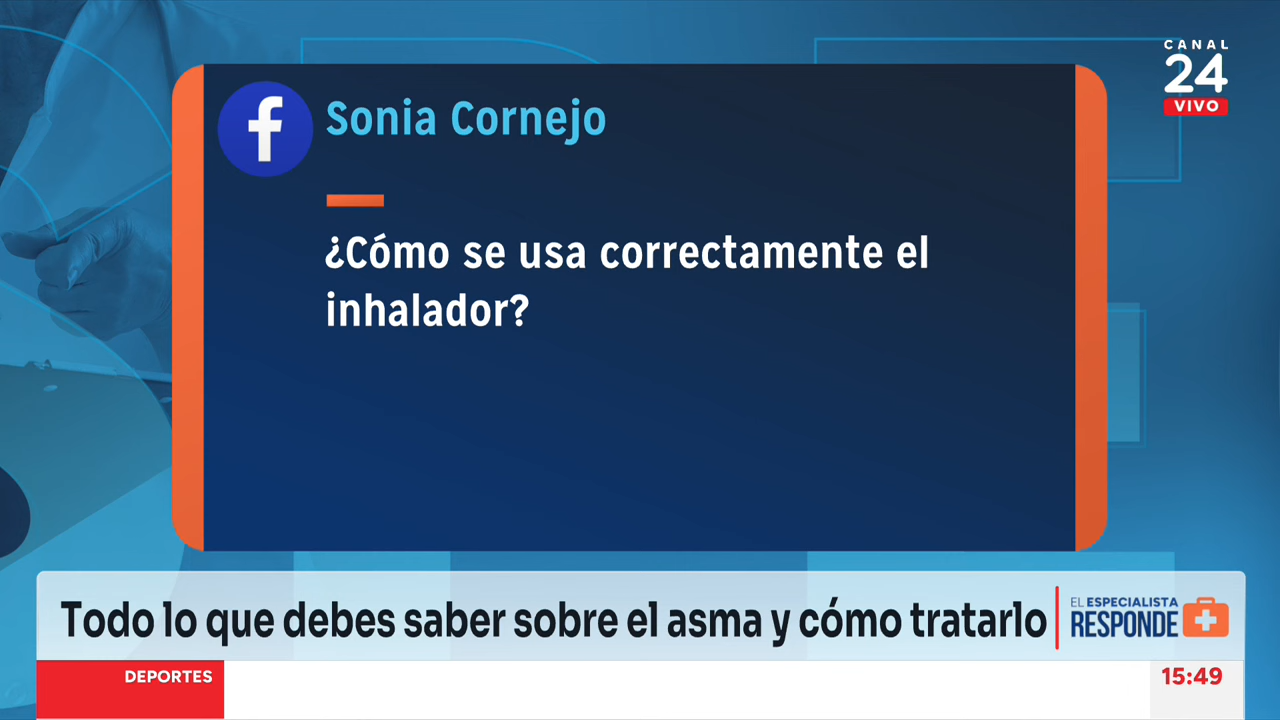 CANAL
24
VIVO
Sonia Cornejo
¿Cómo se usa correctamente el
inhalador?
Todo lo que debes saber sobre el asma y cómo tratarlo
EL ESPECIALISTA
RESPONDE
DEPORTES
15:49